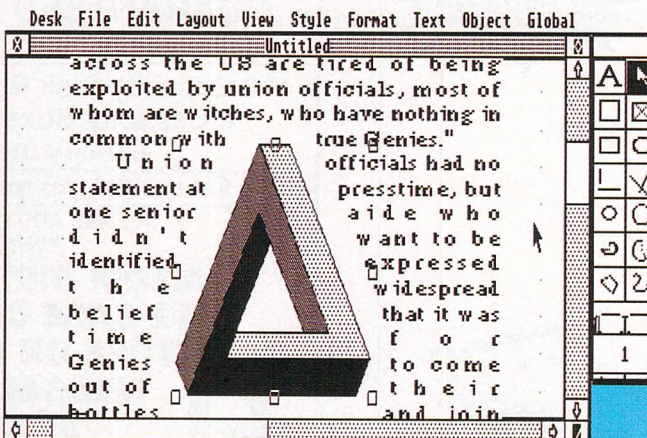 Desk File Edit Layout View Style Format Text Object Global
Untitled
across the US are tired of being
exploited by union officials, most of
whom are witches, who have nothing in
common with true Genies."
Union officials had no
statement at presstime, but
one senior aide who
didn't want to be
identified expressed
the widespread
belief that it was
time for
Genies to come
out of their
bottles and join
A
1